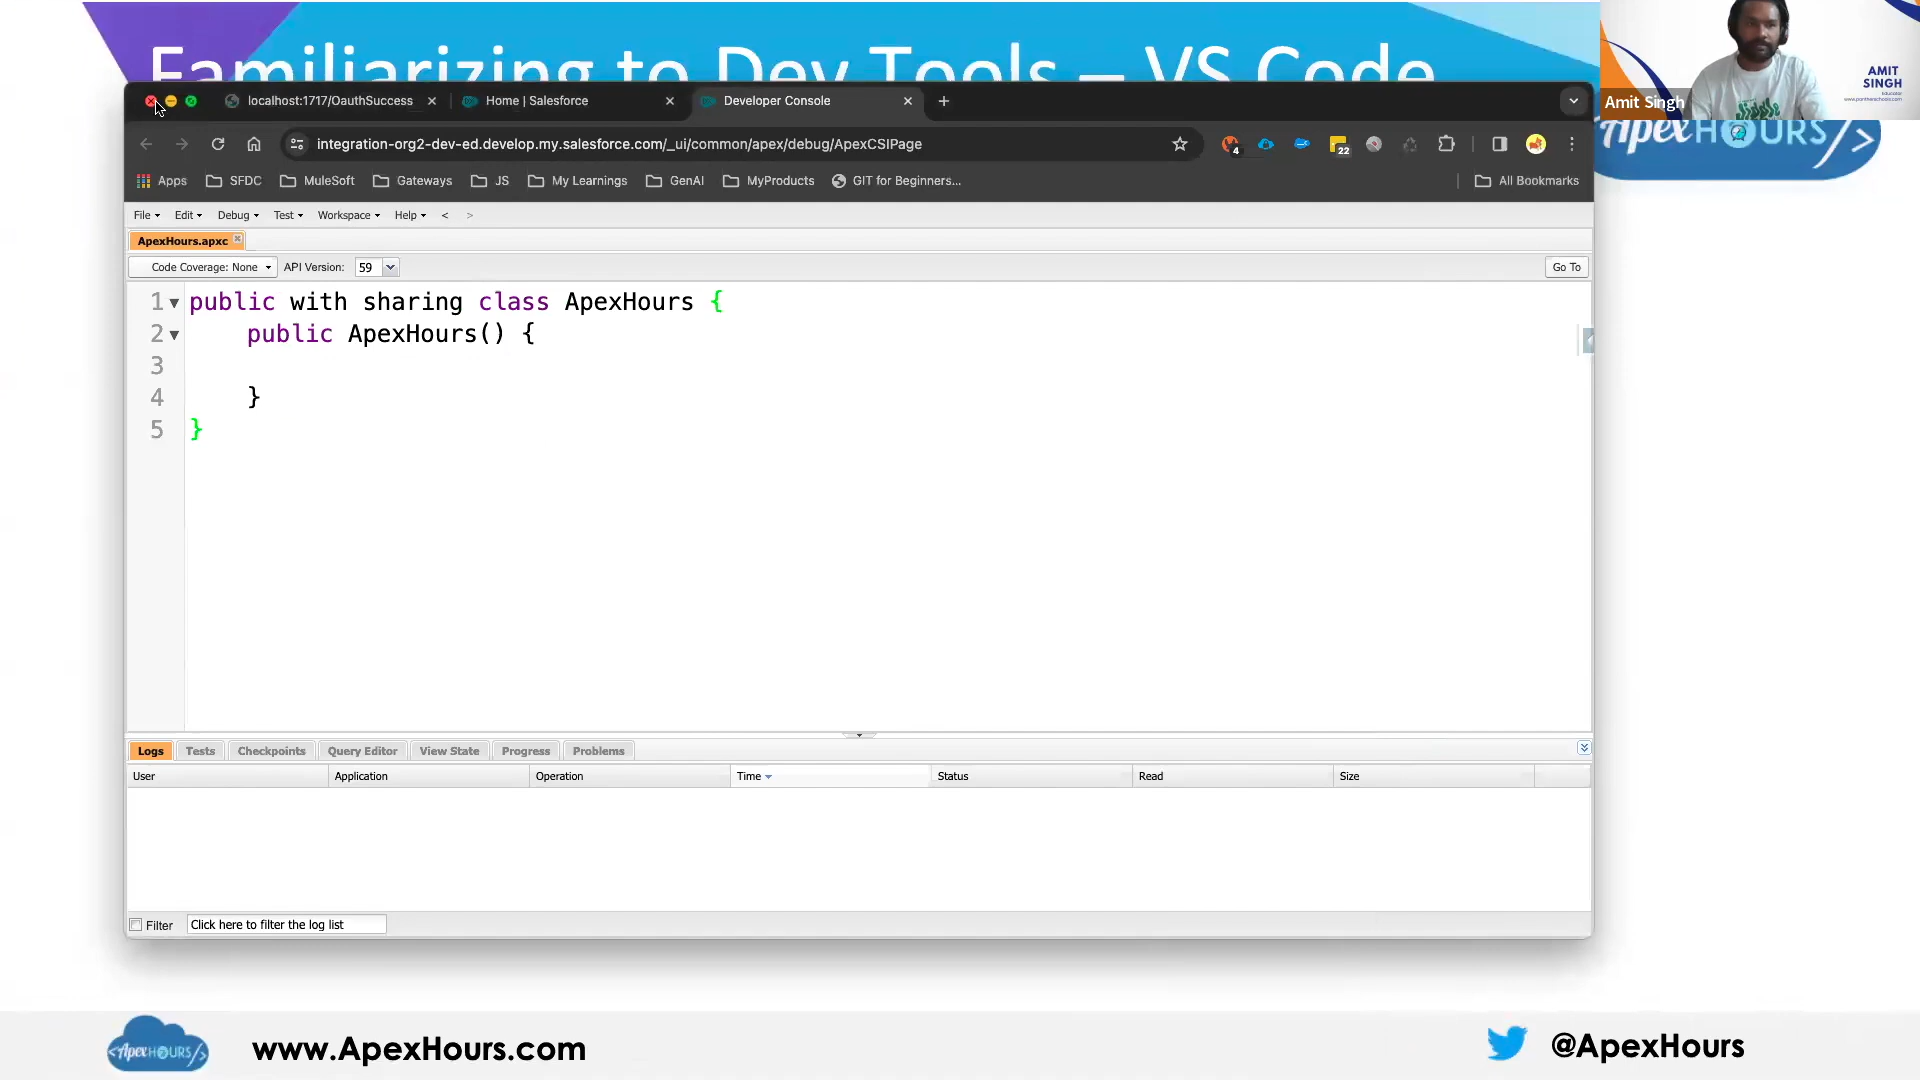 Familiarizing to Dev Tools – VS Code
AMIT
SINGH
Educator
Amit Singh
<ApexHOURS/>
localhost:1717/OauthSuccess
Home | Salesforce
Developer Console
integration-org2-dev-ed.develop.my.salesforce.com/_ui/common/apex/debug/ApexCSIPage
4
22
Apps
SFDC
MuleSoft
Gateways
JS
My Learnings
GenAI
MyProducts
GIT for Beginners...
All Bookmarks
File
Edit
Debug
Test
Workspace
Help
<
>
ApexHours.apxc
Code Coverage: None
API Version:
59
Go To
1 public with sharing class ApexHours {
2 public ApexHours() {
3
4 }
5 }
Logs
Tests
Checkpoints
Query Editor
View State
Progress
Problems
User
Application
Operation
Time
Status
Read
Size
Filter
Click here to filter the log list
<ApexHOURS/>
www.ApexHours.com
@ApexHours